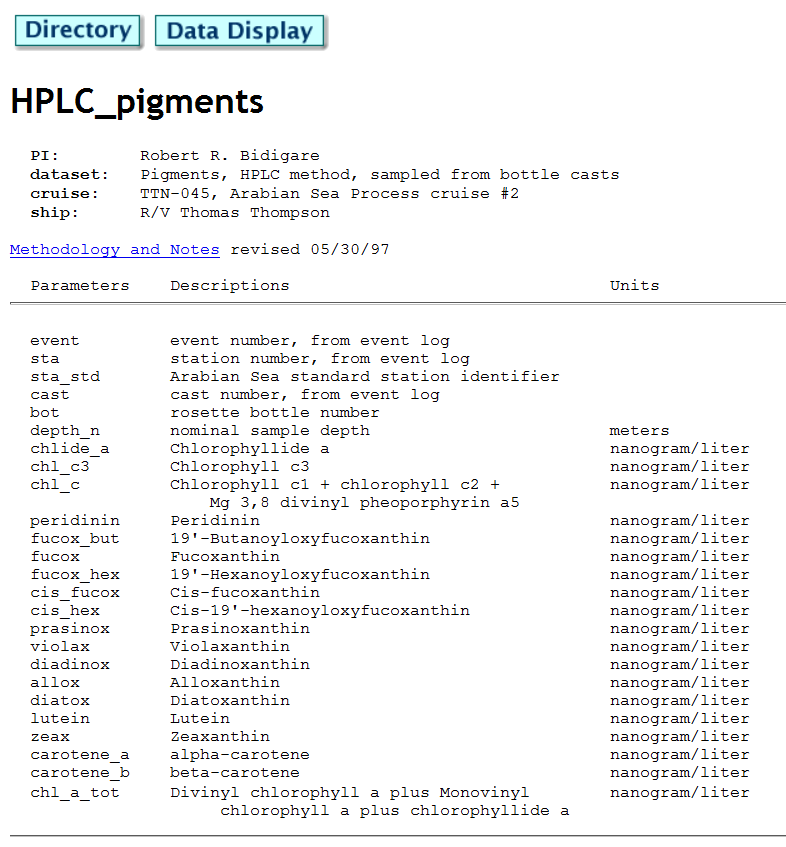 Directory Data Display
HPLC_pigments
PI: Robert R. Bidigare
dataset: Pigments, HPLC method, sampled from bottle casts
cruise: TTN-045, Arabian Sea Process cruise #2
ship: R/V Thomas Thompson
Methodology and Notes revised 05/30/97
Parameters Descriptions Units
event event number, from event log
sta station number, from event log
sta_std Arabian Sea standard station identifier
cast cast number, from event log
bot rosette bottle number
depth_n nominal sample depth meters
chlide_a Chlorophyllide a nanogram/liter
chl_c3 Chlorophyll c3 nanogram/liter
chl_c Chlorophyll c1 + chlorophyll c2 + nanogram/liter
Mg 3,8 divinyl pheoporphyrin a5
peridinin Peridinin nanogram/liter
fucox_but 19'-Butanoyloxyfucoxanthin nanogram/liter
fucox Fucoxanthin nanogram/liter
fucox_hex 19'-Hexanoyloxyfucoxanthin nanogram/liter
cis_fucox Cis-fucoxanthin nanogram/liter
cis_hex Cis-19'-hexanoyloxyfucoxanthin nanogram/liter
prasinox Prasinoxanthin nanogram/liter
violax Violaxanthin nanogram/liter
diadinox Diadinoxanthin nanogram/liter
allox Alloxanthin nanogram/liter
diatox Diatoxanthin nanogram/liter
lutein Lutein nanogram/liter
zeax Zeaxanthin nanogram/liter
carotene_a alpha-carotene nanogram/liter
carotene_b beta-carotene nanogram/liter
chl_a_tot Divinyl chlorophyll a plus Monovinyl nanogram/liter
chlorophyll a plus chlorophyllide a